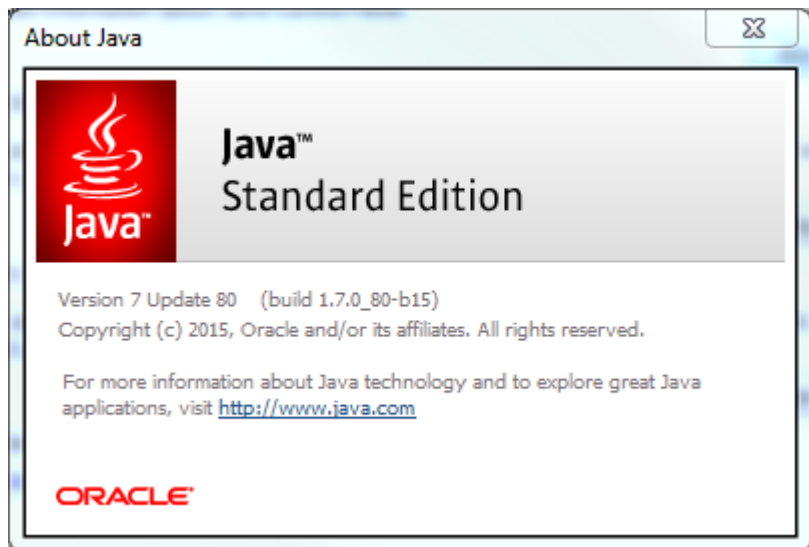 About Java
Java™
Java™
Standard Edition
Version 7 Update 80 (build 1.7.0_80-b15)
Copyright (c) 2015, Oracle and/or its affiliates. All rights reserved.
For more information about Java technology and to explore great Java
applications, visit http://www.java.com
ORACLE®